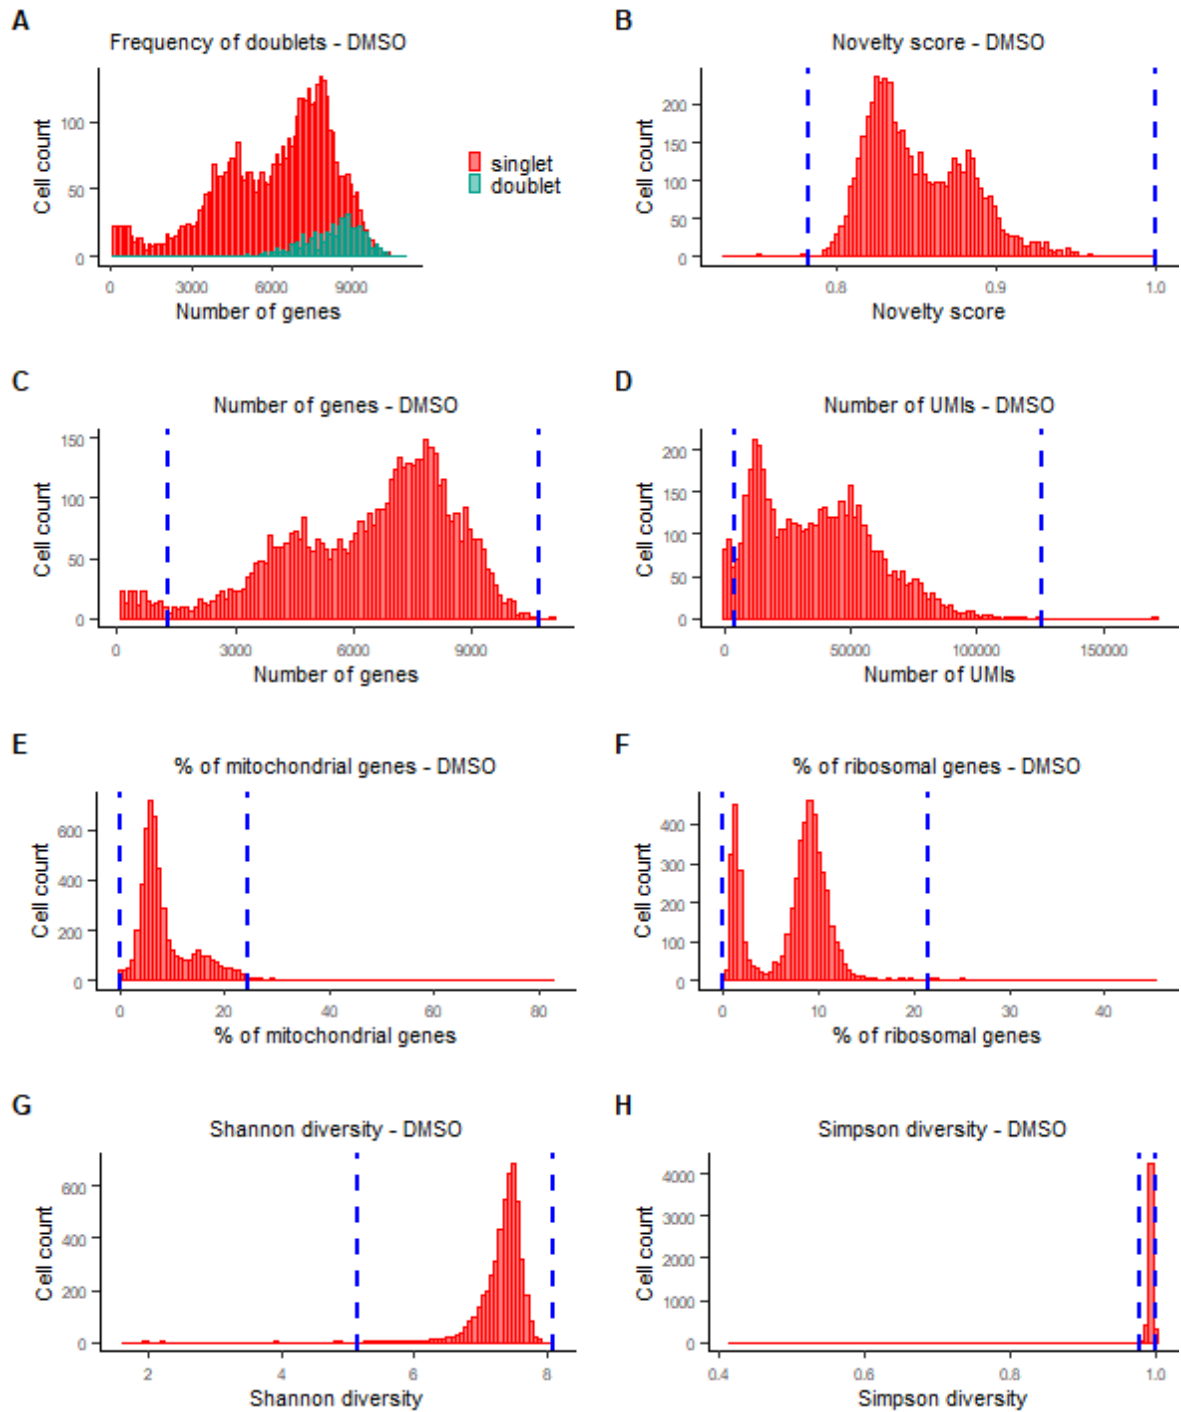 A
Frequency of doublets - DMSO
Cell count
100
50
0
0 3000 6000 9000
Number of genes
singlet
doublet
B
Novelty score - DMSO
Cell count
200
150
100
50
0
0.8 0.9 1.0
Novelty score
C
Number of genes - DMSO
Cell count
150
100
50
0
0 3000 6000 9000
Number of genes
D
Number of UMIs - DMSO
Cell count
200
150
100
50
0
0 50000 100000 150000
Number of UMIs
E
% of mitochondrial genes - DMSO
Cell count
600
400
200
0
0 20 40 60 80
% of mitochondrial genes
F
% of ribosomal genes - DMSO
Cell count
400
300
200
100
0
0 10 20 30 40
% of ribosomal genes
G
Shannon diversity - DMSO
Cell count
600
400
200
0
2 4 6 8
Shannon diversity
H
Simpson diversity - DMSO
Cell count
4000
3000
2000
1000
0
0.4 0.6 0.8 1.0
Simpson diversity